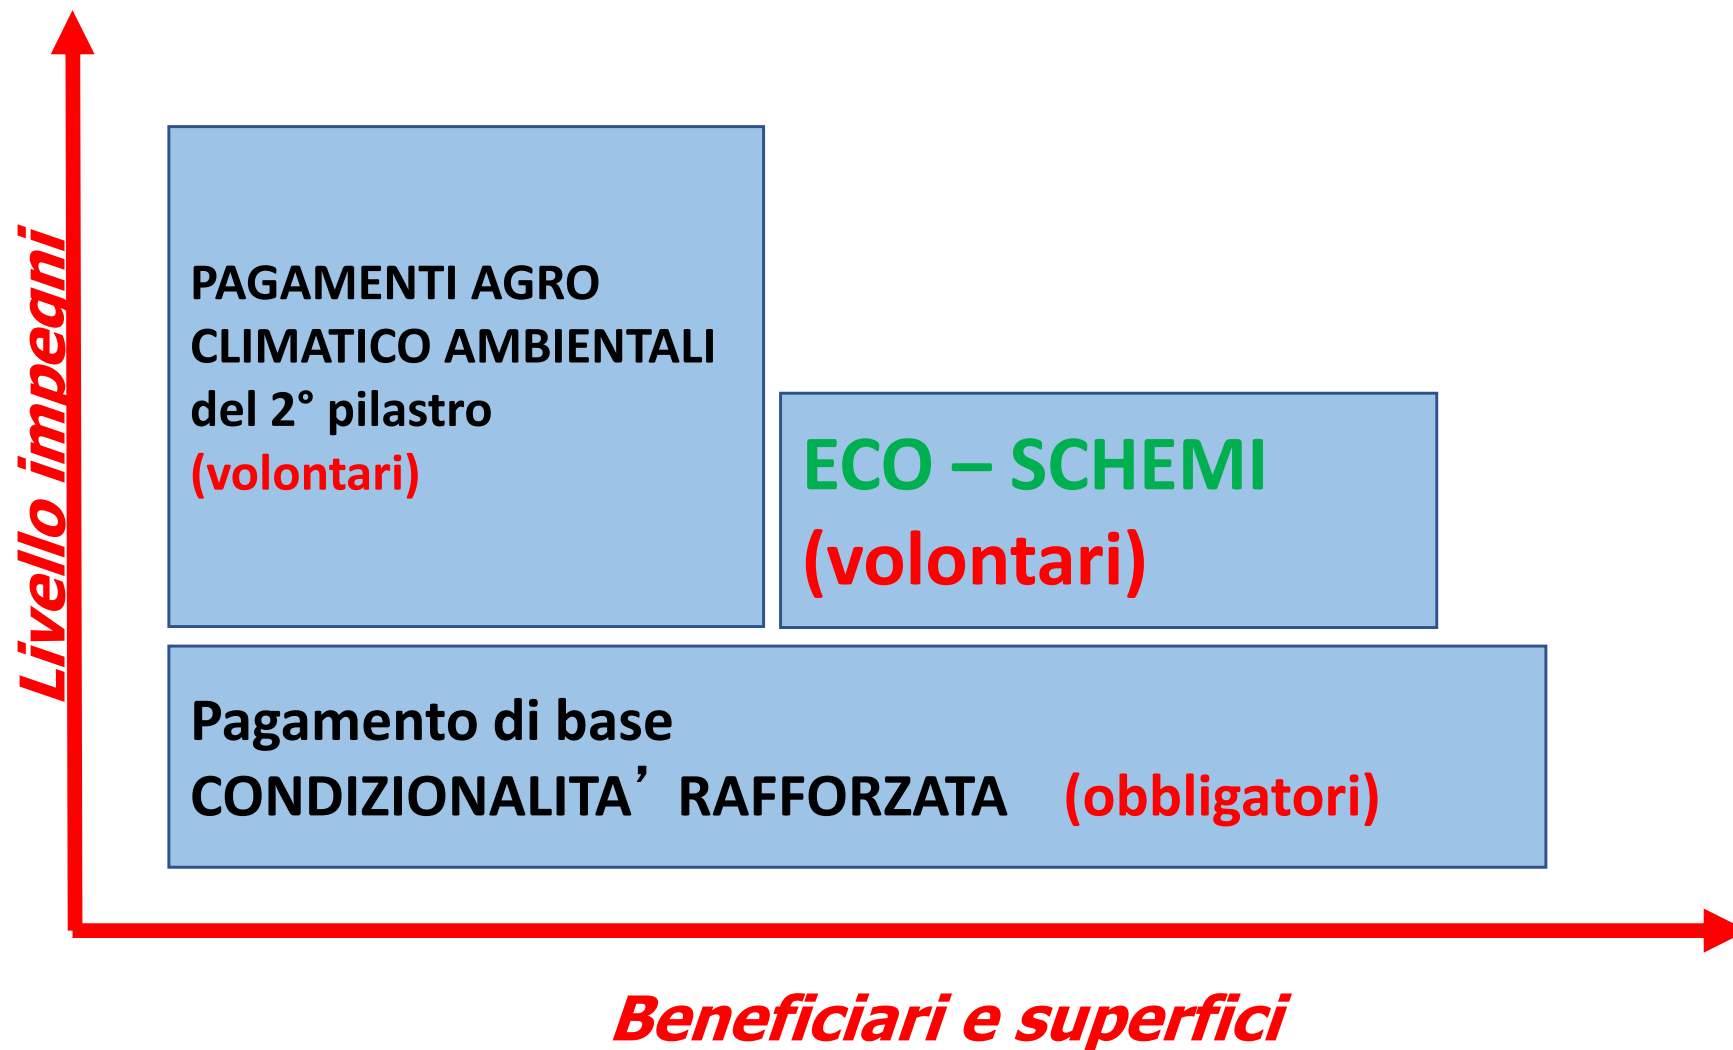 Livello impegni
PAGAMENTI AGRO
CLIMATICO AMBIENTALI
del 2° pilastro
(volontari)
ECO – SCHEMI
(volontari)
Pagamento di base
CONDIZIONALITA’ RAFFORZATA (obbligatori)
Beneficiari e superfici